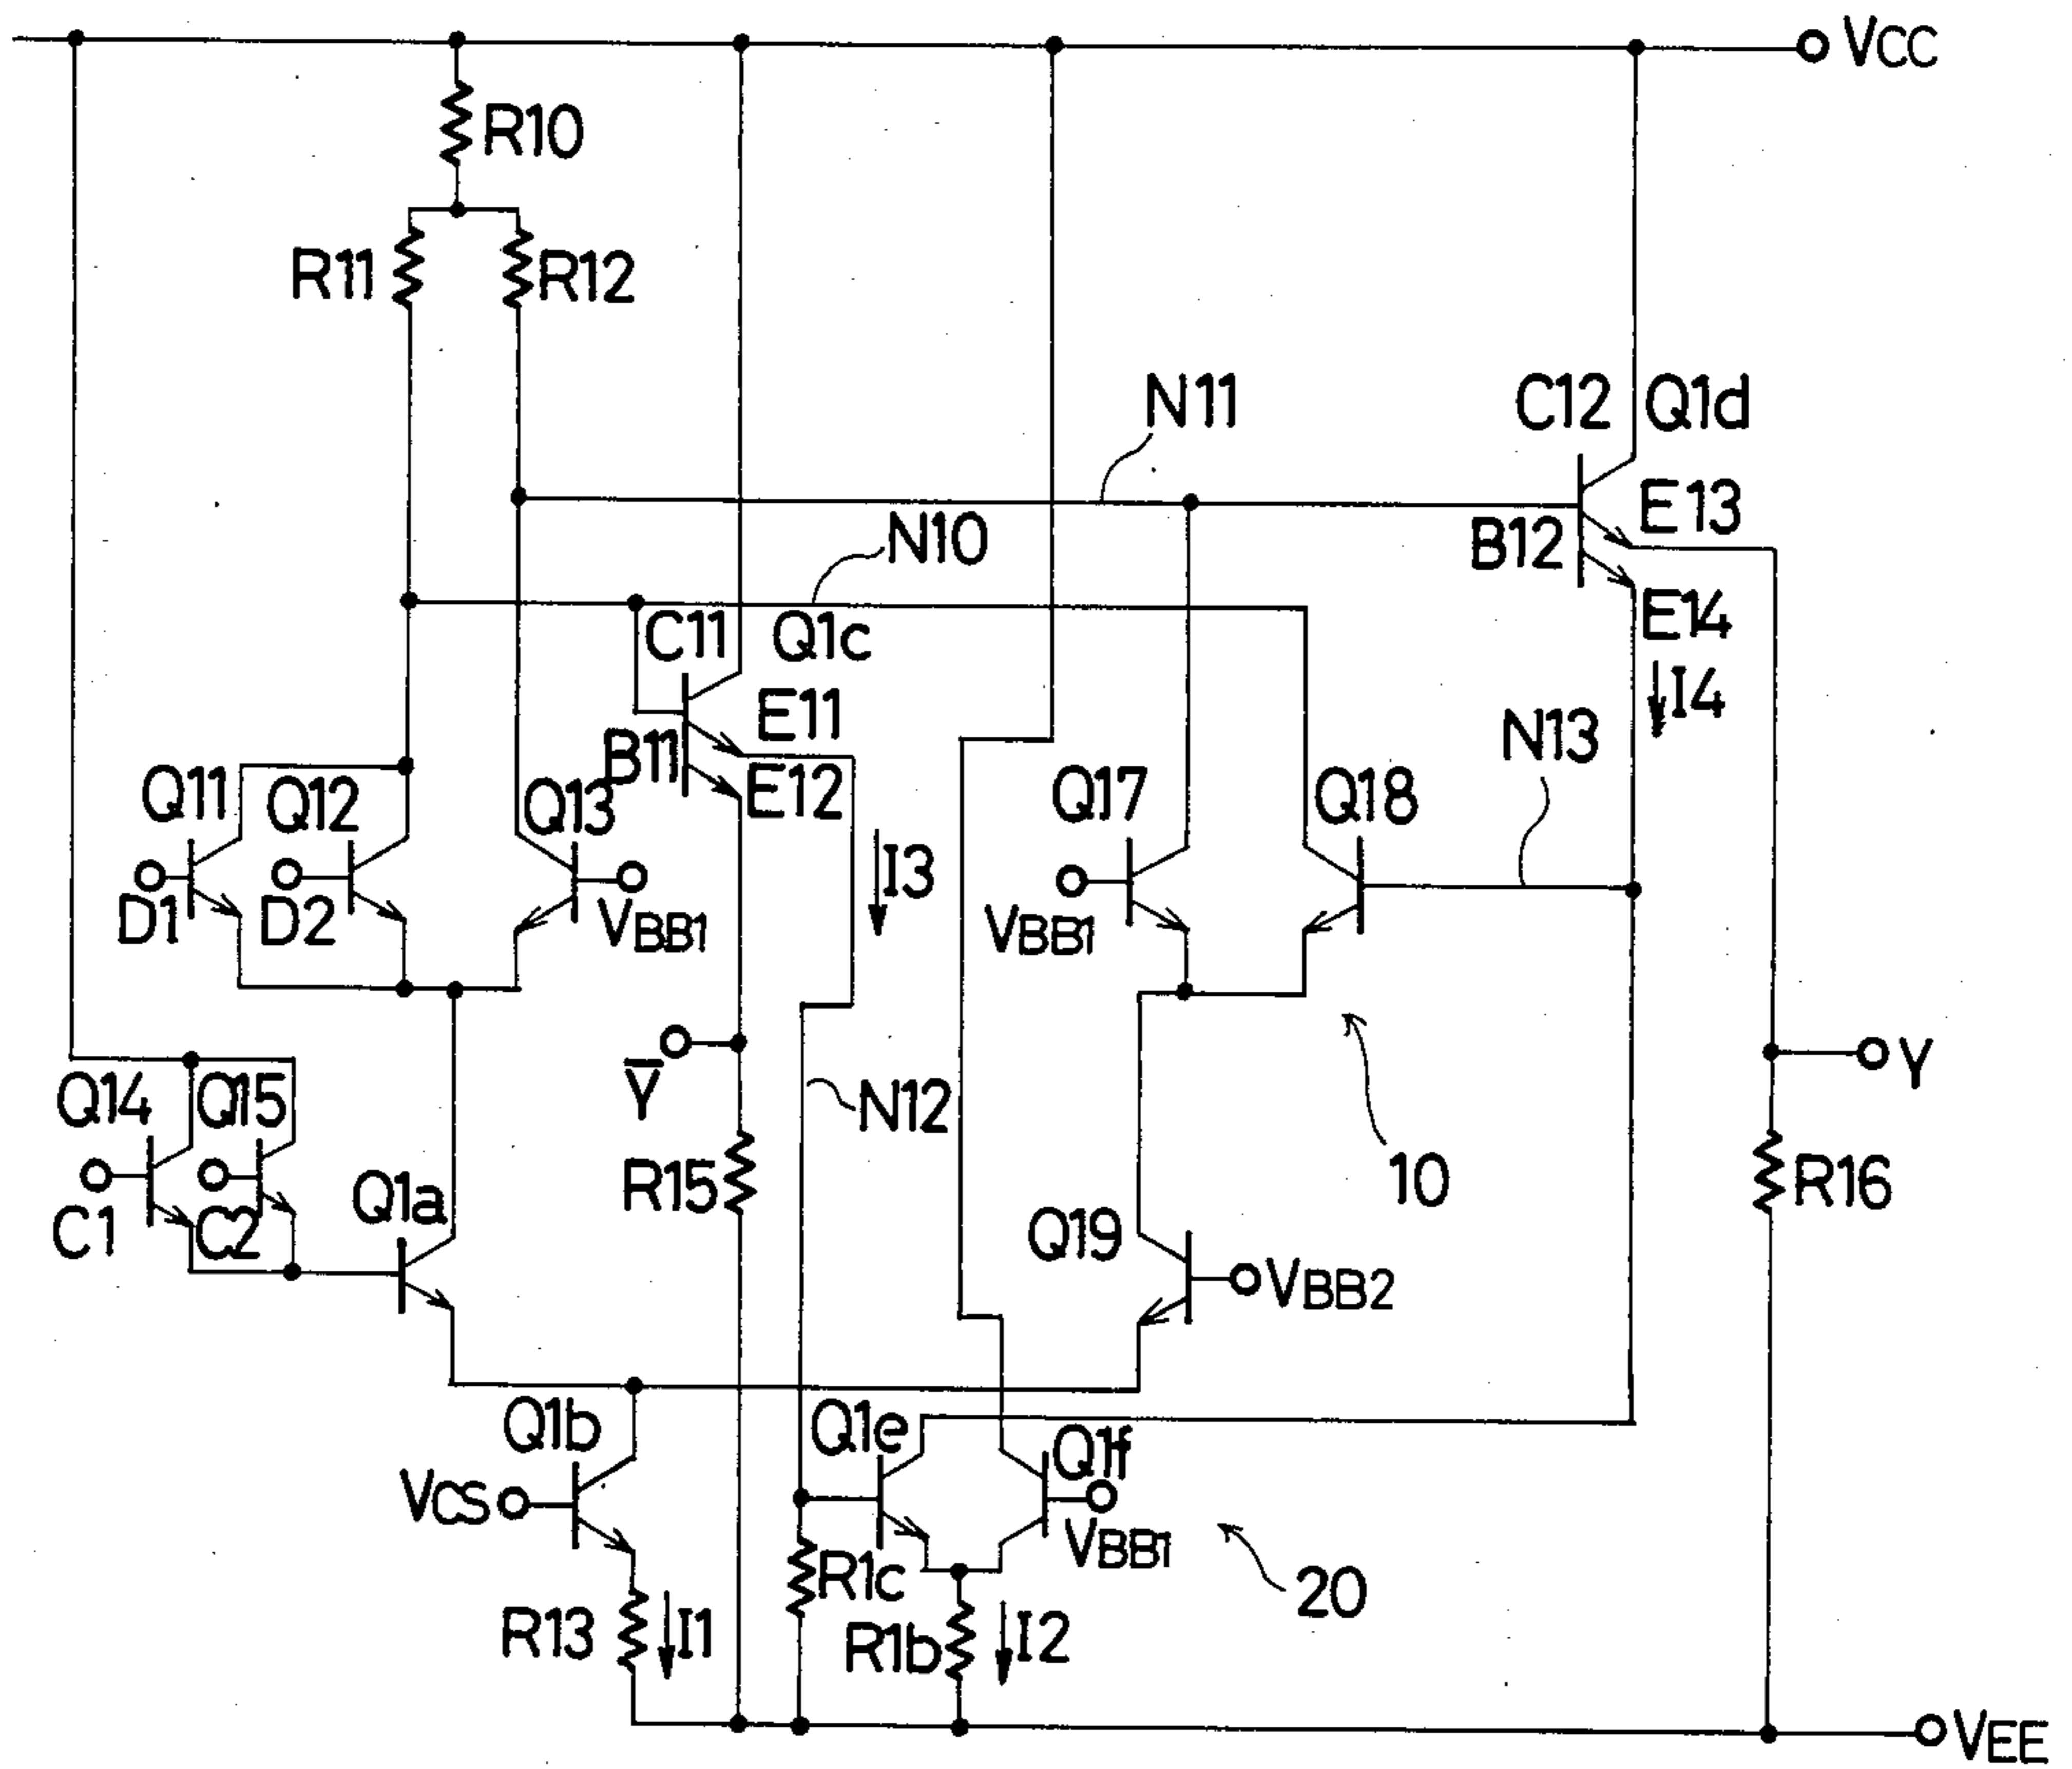 VCC
R10
R11
R12
N11
C12
Q1d
N10
E13
B12
C11
Q1c
E14
E11
I4
B11
N13
Q11
Q12
Q13
E12
Q17
Q18
I3
D1
D2
VBB1
VBB1
Q14
Q15
Y
Y
N12
10
R15
R16
Q1a
C1
C2
Q19
VBB2
Q1b
Q1e
Q1f
VCS
VBB1
R1c
20
R13
I1
R1b
I2
VEE